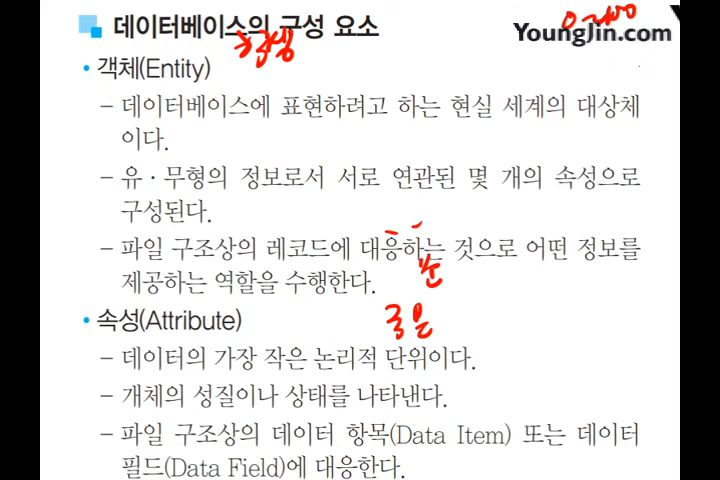 데이터베이스의 구성 요소
YoungJin.com
학생
• 객체(Entity)
– 데이터베이스에 표현하려고 하는 현실 세계의 대상체
이다.
– 유·무형의 정보로서 서로 연관된 몇 개의 속성으로
구성된다.
– 파일 구조상의 레코드에 대응하는 것으로 어떤 정보를
제공하는 역할을 수행한다.
• 속성(Attribute)
– 데이터의 가장 작은 논리적 단위이다.
– 개체의 성질이나 상태를 나타낸다.
– 파일 구조상의 데이터 항목(Data Item) 또는 데이터
필드(Data Field)에 대응한다.